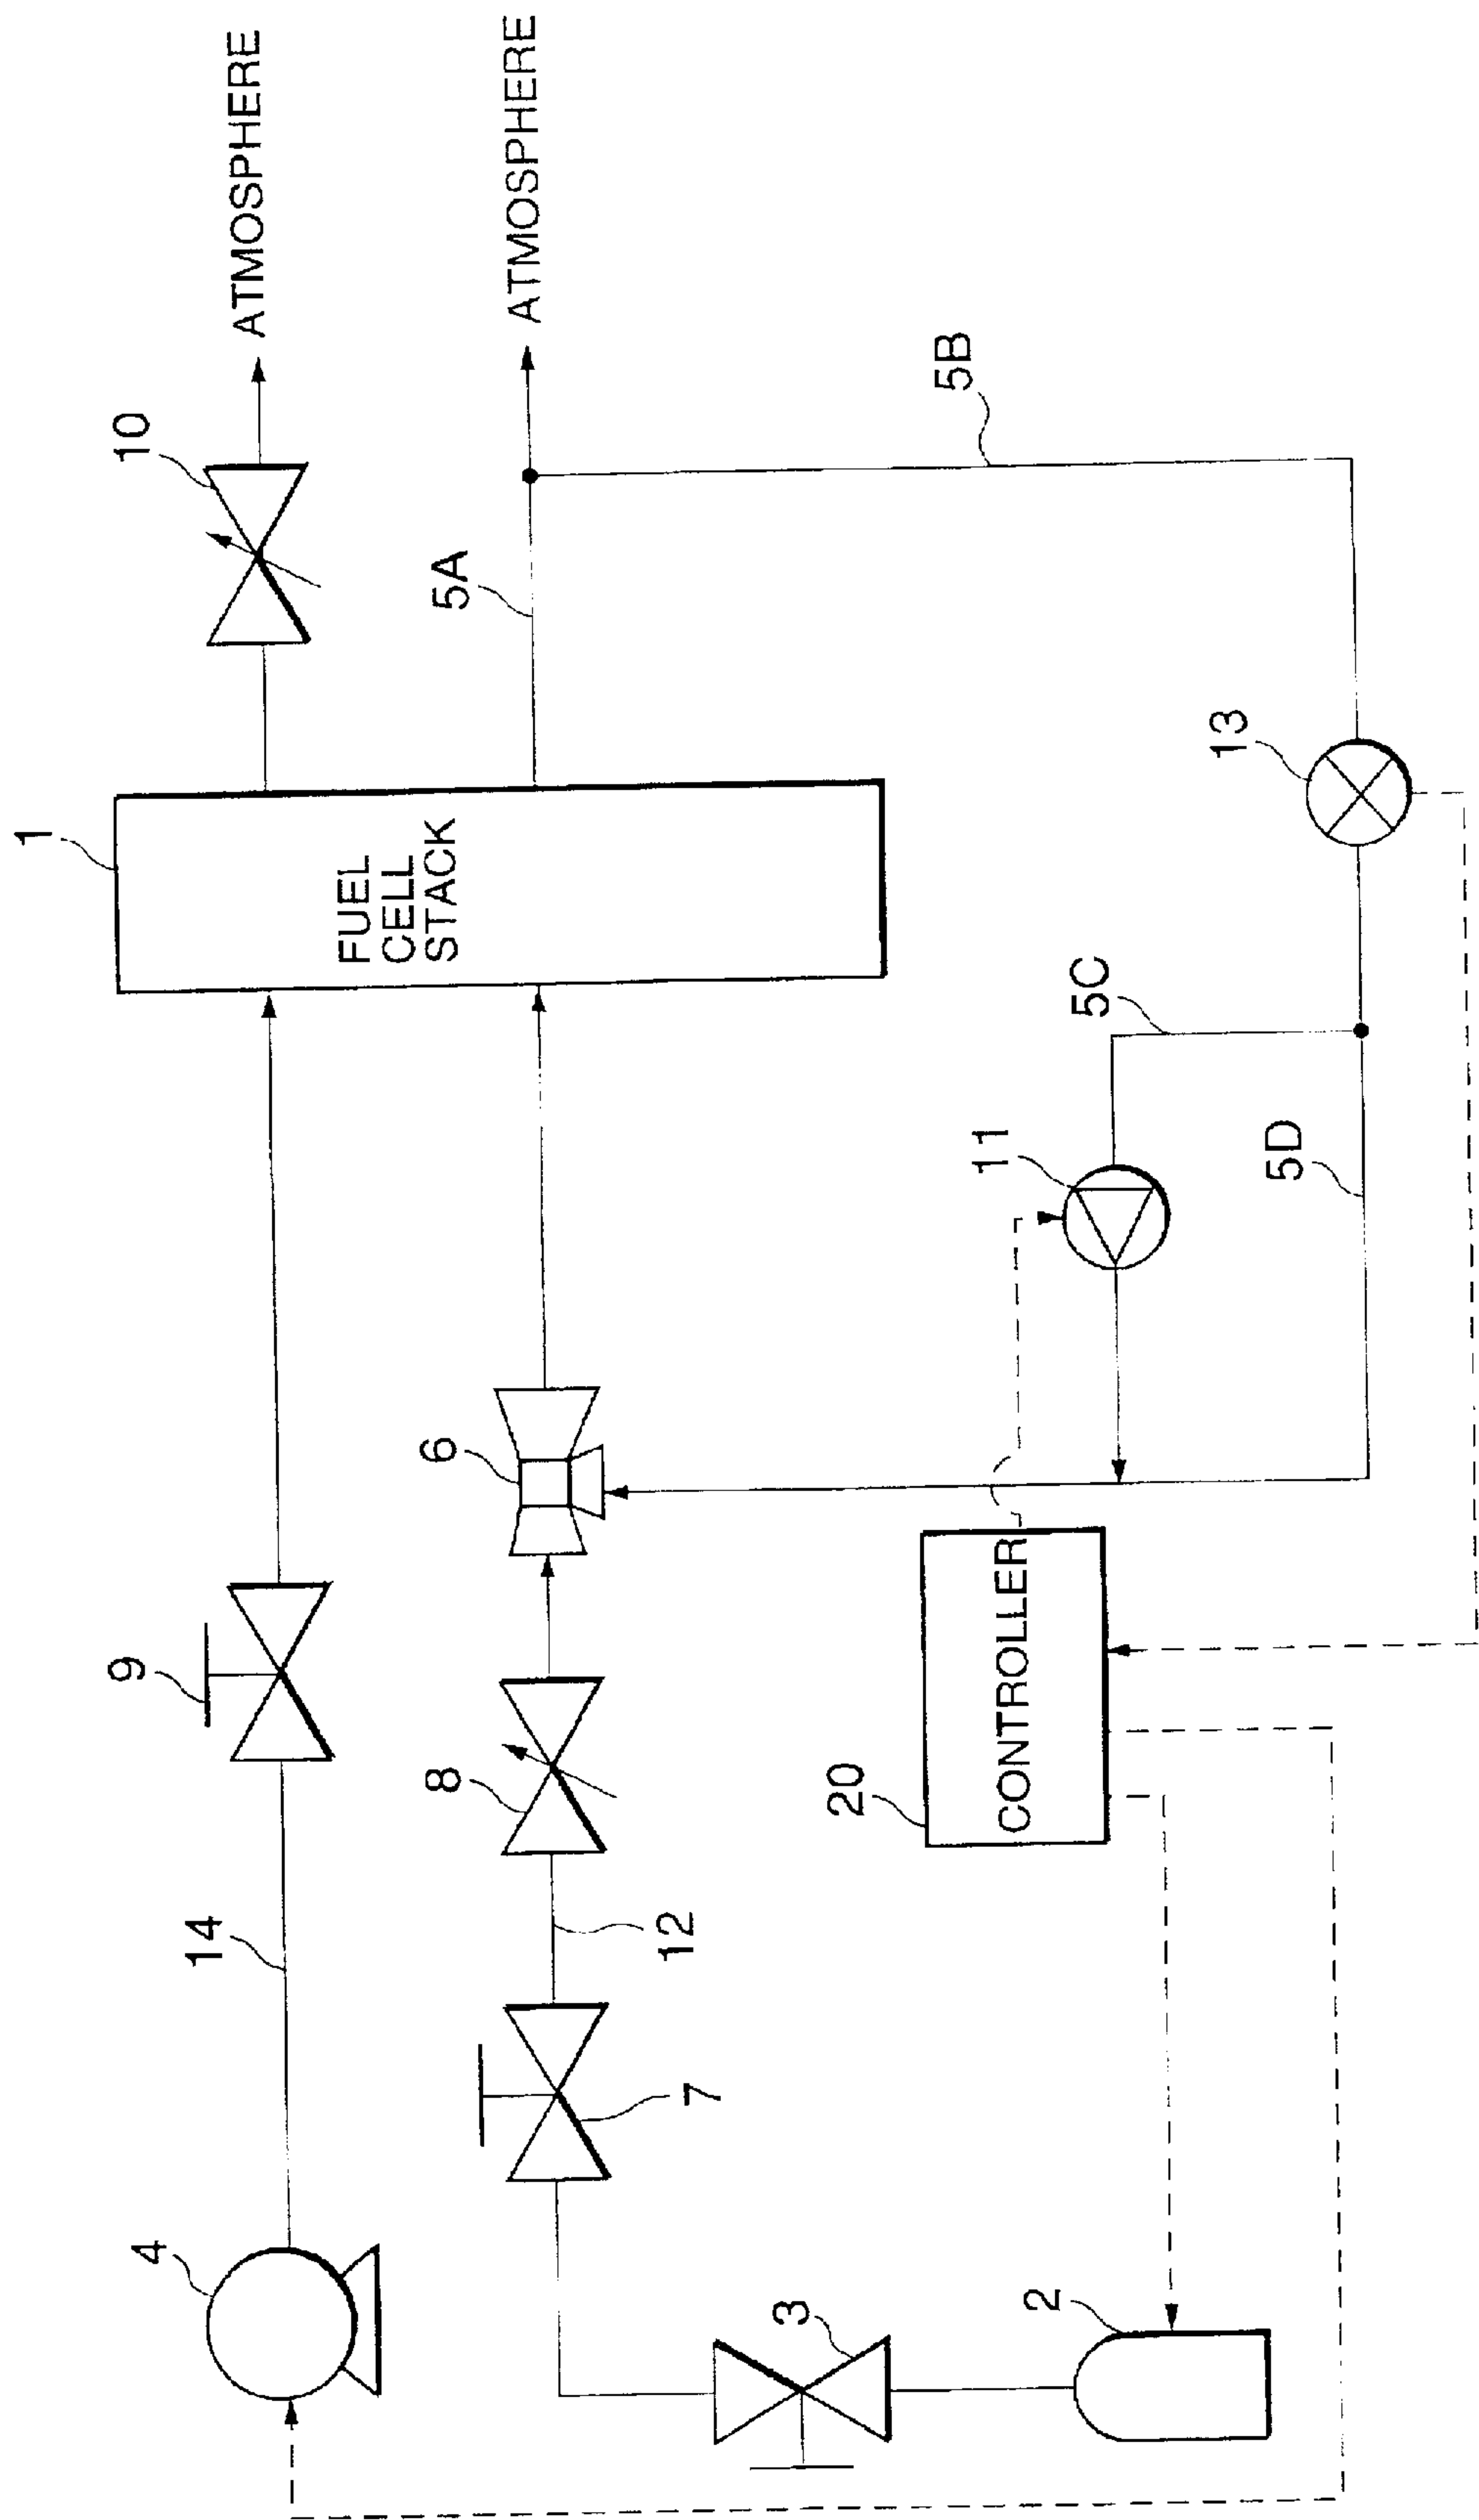 ATMOSPHERE
ATMOSPHERE
10
5A
5B
1
FUEL
CELL
STACK
13
5C
11
5D
6
9
8
20
CONTROLLER
14
12
7
4
3
2